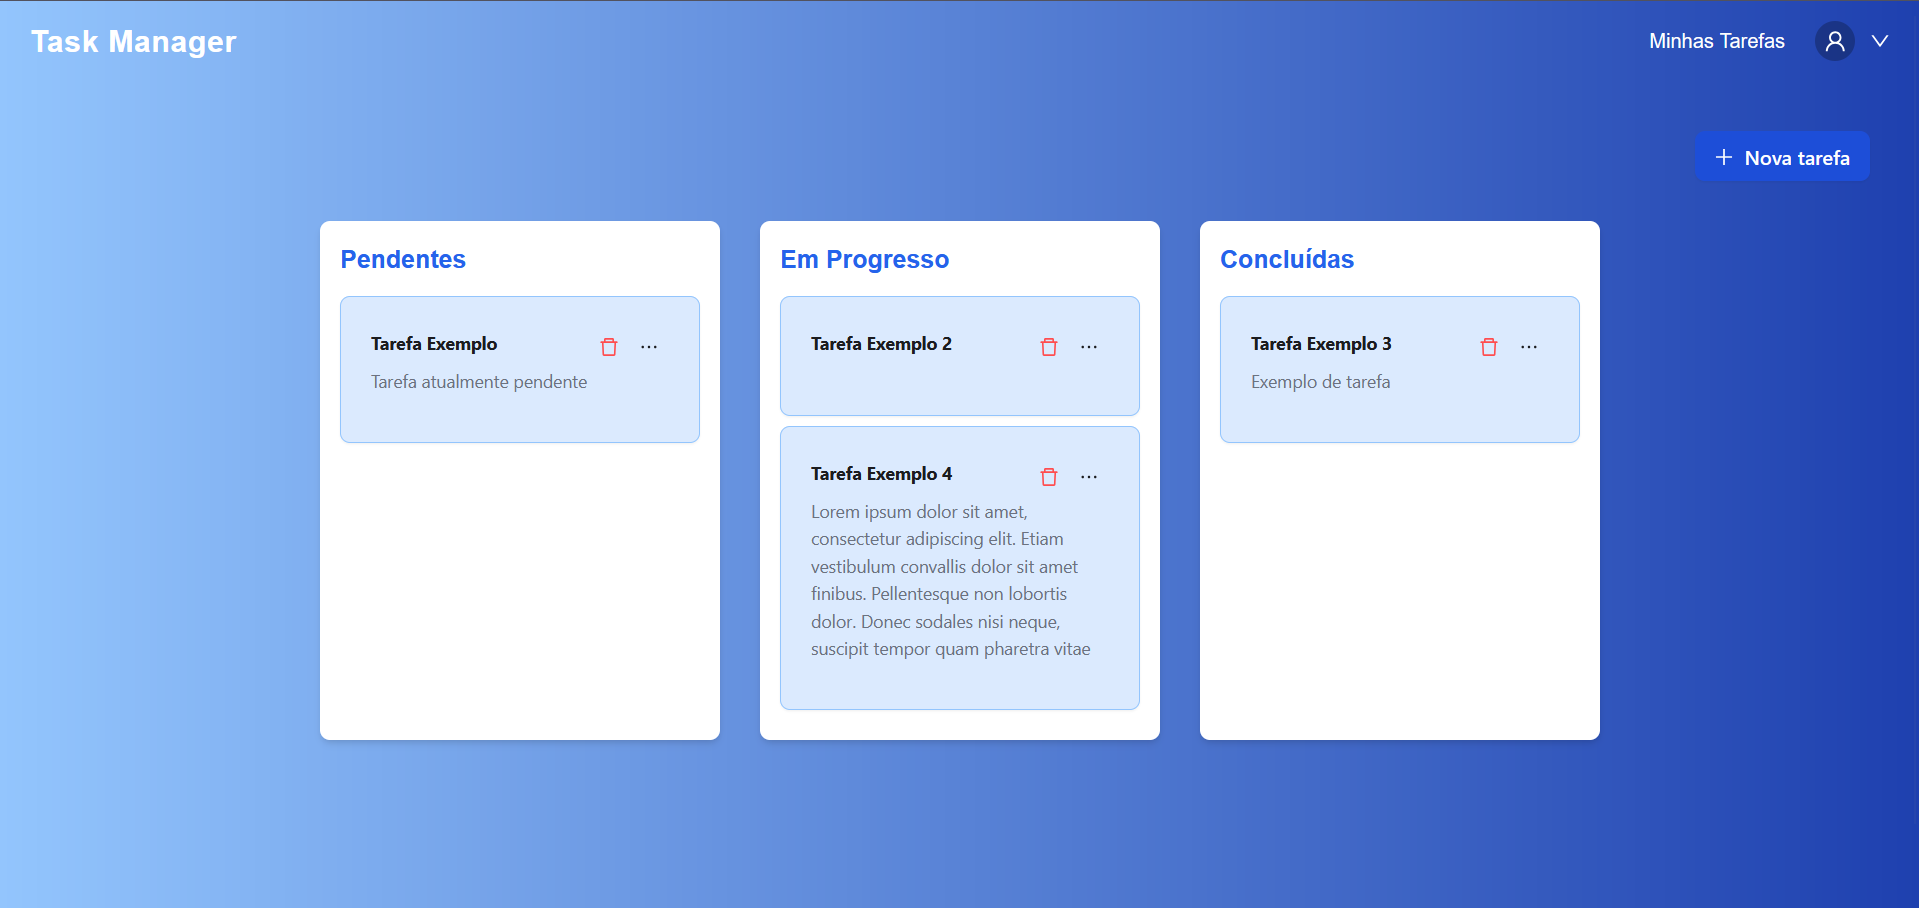 Task Manager
Minhas Tarefas
Nova tarefa
Pendentes
Tarefa Exemplo
Tarefa atualmente pendente
Em Progresso
Tarefa Exemplo 2
Tarefa Exemplo 4
Lorem ipsum dolor sit amet,
consectetur adipiscing elit. Etiam
vestibulum convallis dolor sit amet
finibus. Pellentesque non lobortis
dolor. Donec sodales nisi neque,
suscipit tempor quam pharetra vitae
Concluídas
Tarefa Exemplo 3
Exemplo de tarefa